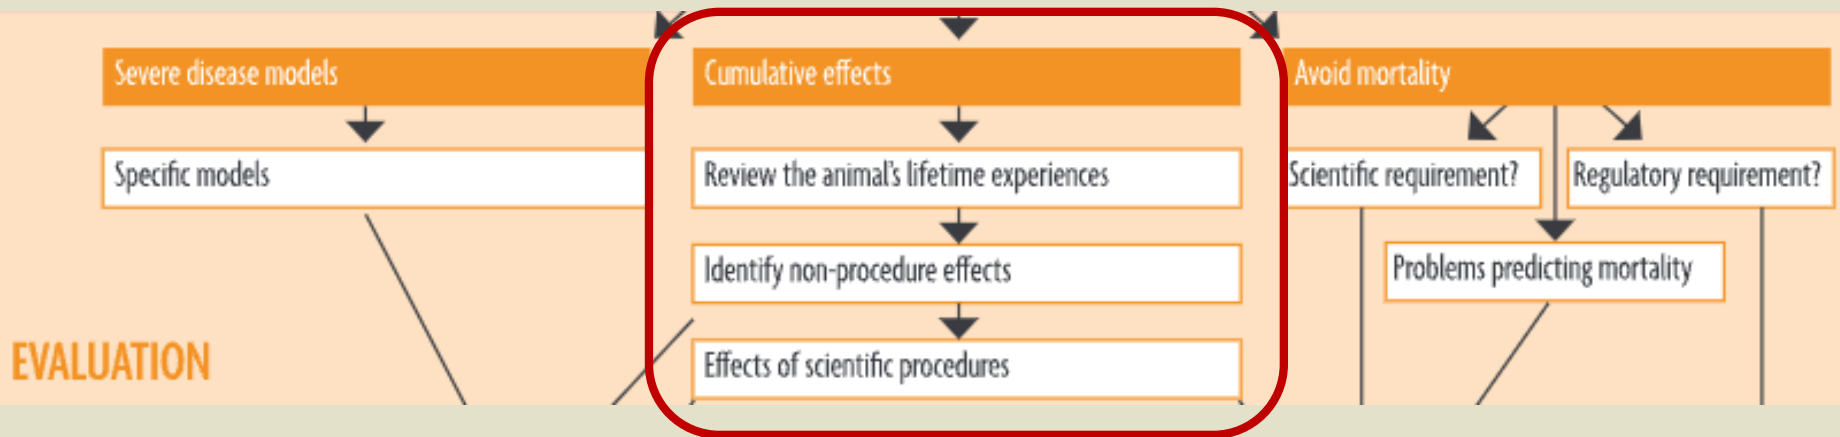 Severe disease models
Cumulative effects
Avoid mortality
Specific models
Review the animal's lifetime experiences
Scientific requirement?
Regulatory requirement?
Identify non-procedure effects
Problems predicting mortality
EVALUATION
Effects of scientific procedures